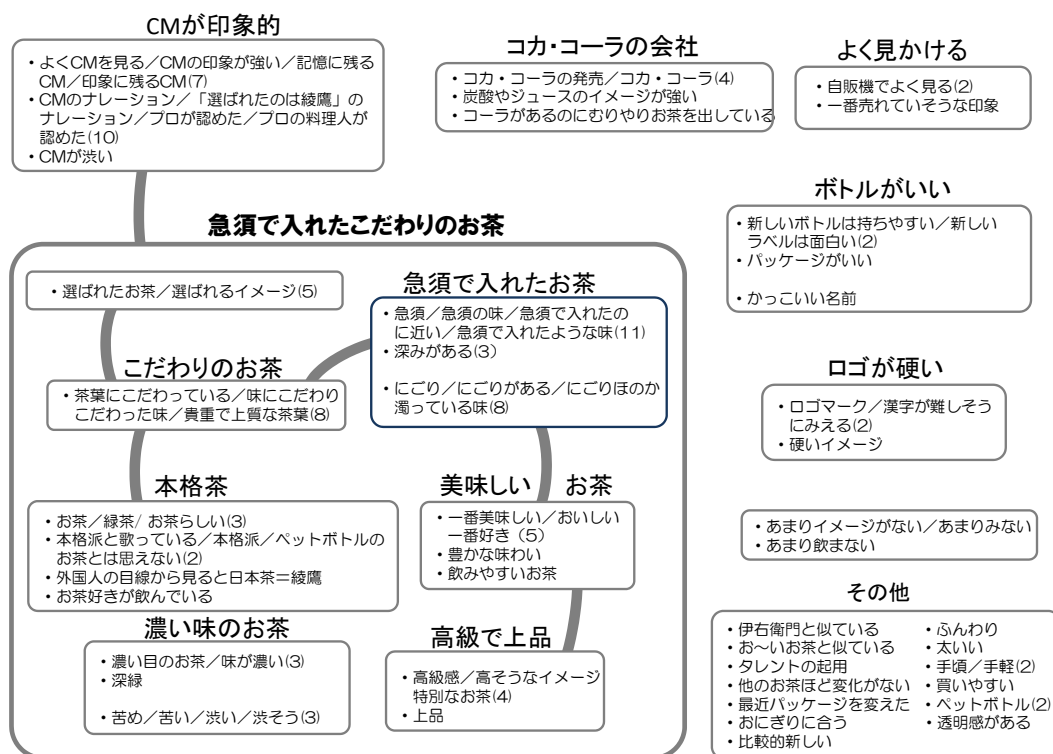 CMが印象的
・よくCMを見る／CMの印象が強い／記憶に残る
CM／印象に残るCM(7)
・CMのナレーション／「選ばれたのは綾鷹」の
ナレーション／プロが認めた／プロの料理人が
認めた(10)
・CMが渋い
コカ・コーラの会社
・コカ・コーラの発売／コカ・コーラ(4)
・炭酸やジュースのイメージが強い
・コーラがあるのにむりやりお茶を出している
よく見かける
・自販機でよく見る(2)
・一番売れていそうな印象
ボトルがいい
・新しいボトルは持ちやすい／新しい
ラベルは面白い(2)
・パッケージがいい
・かっこいい名前
急須で入れたこだわりのお茶
・選ばれたお茶／選ばれるイメージ(5)
急須で入れたお茶
・急須／急須の味／急須で入れたの
に近い／急須で入れたような味(11)
・深みがある(3）
・にごり／にごりがある／にごりほのか
濁っている味(8)
こだわりのお茶
・茶葉にこだわっている／味にこだわり
こだわった味／貴重で上質な茶葉(8)
ロゴが硬い
・ロゴマーク／漢字が難しそう
にみえる(2)
・硬いイメージ
本格茶
・お茶／緑茶/ お茶らしい(3)
・本格派と歌っている／本格派／ペットボトルの
お茶とは思えない(2)
・外国人の目線から見ると日本茶＝綾鷹
・お茶好きが飲んでいる
美味しい お茶
・一番美味しい／おいしい
一番好き（5）
・豊かな味わい
・飲みやすいお茶
・あまりイメージがない／あまりみない
・あまり飲まない
濃い味のお茶
・濃い目のお茶／味が濃い(3)
・深緑
・苦め／苦い／渋い／渋そう(3)
高級で上品
・高級感／高そうなイメージ
特別なお茶(4)
・上品
その他
・伊右衛門と似ている
・お～いお茶と似ている
・タレントの起用
・他のお茶ほど変化がない
・最近パッケージを変えた
・おにぎりに合う
・比較的新しい
・ふんわり
・太いい
・手頃／手軽(2)
・買いやすい
・ペットボトル(2)
・透明感がある